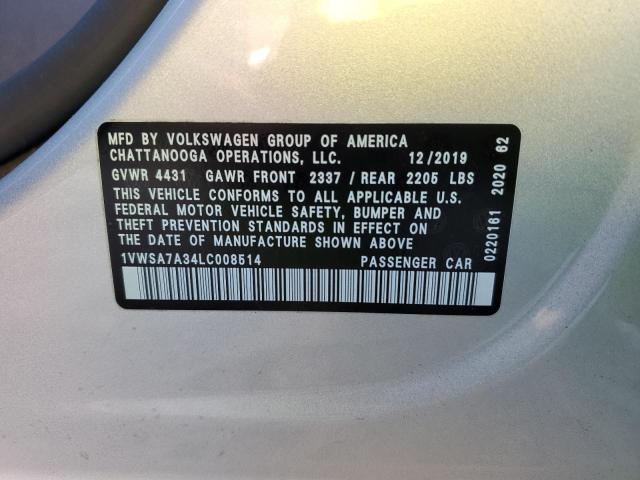 MFD BY VOLKSWAGEN GROUP OF AMERICA
CHATTANOOGA OPERATIONS, LLC. 12/2019
GVWR 4431 GAWR FRONT 2337 / REAR 2205 LBS
THIS VEHICLE CONFORMS TO ALL APPLICABLE U.S.
FEDERAL MOTOR VEHICLE SAFETY, BUMPER AND
THEFT PREVENTION STANDARDS IN EFFECT ON THE
DATE OF MANUFACTURE SHOWN ABOVE
1VWSA7A34LC008514 PASSENGER CAR
0220161 2020 62